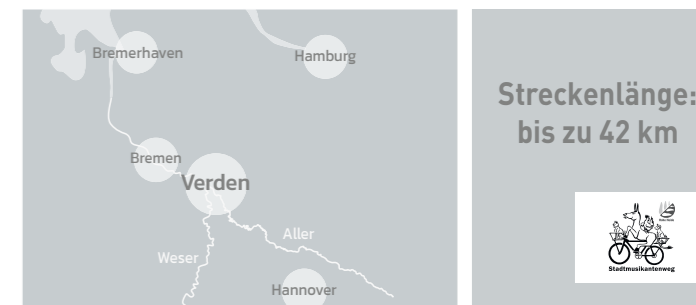 Bremerhaven
Hamburg
Bremen
Verden
Aller
Weser
Hannover
Streckenlänge:
bis zu 42 km
Stadtmusikantenweg